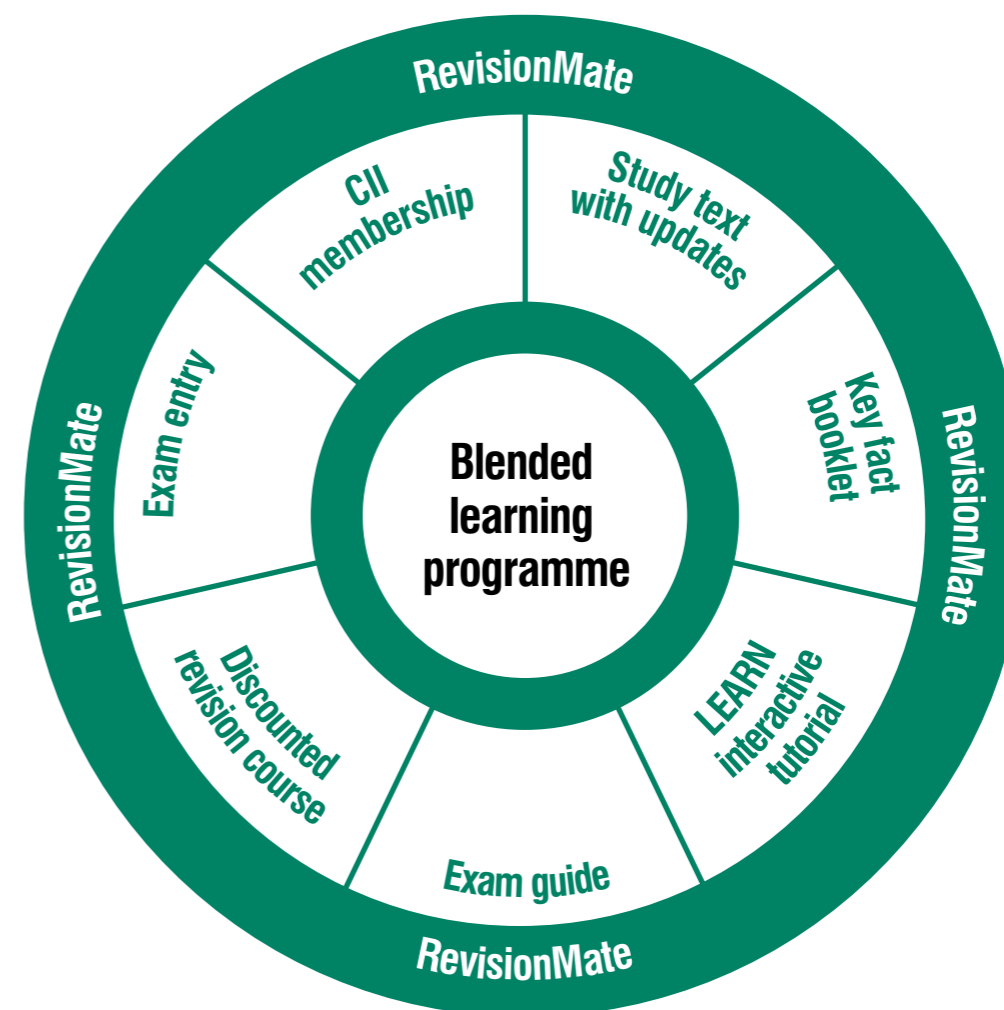 RevisionMate
CII
membership
Study text
with updates
Exam entry
Key fact
booklet
RevisionMate
RevisionMate
Blended
learning
programme
Discounted
revision course
LEARN
interactive
tutorial
Exam guide
RevisionMate